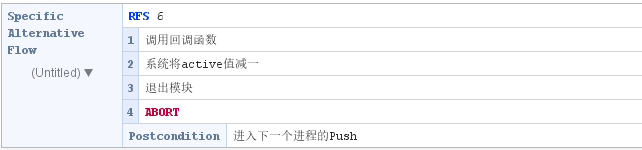 Specific Alternative Flow
(Untitled) ▼
RFS 6
1 调用回调函数
2 系统将active值减一
3 退出模块
4 ABORT
Postcondition 进入下一个进程的Push